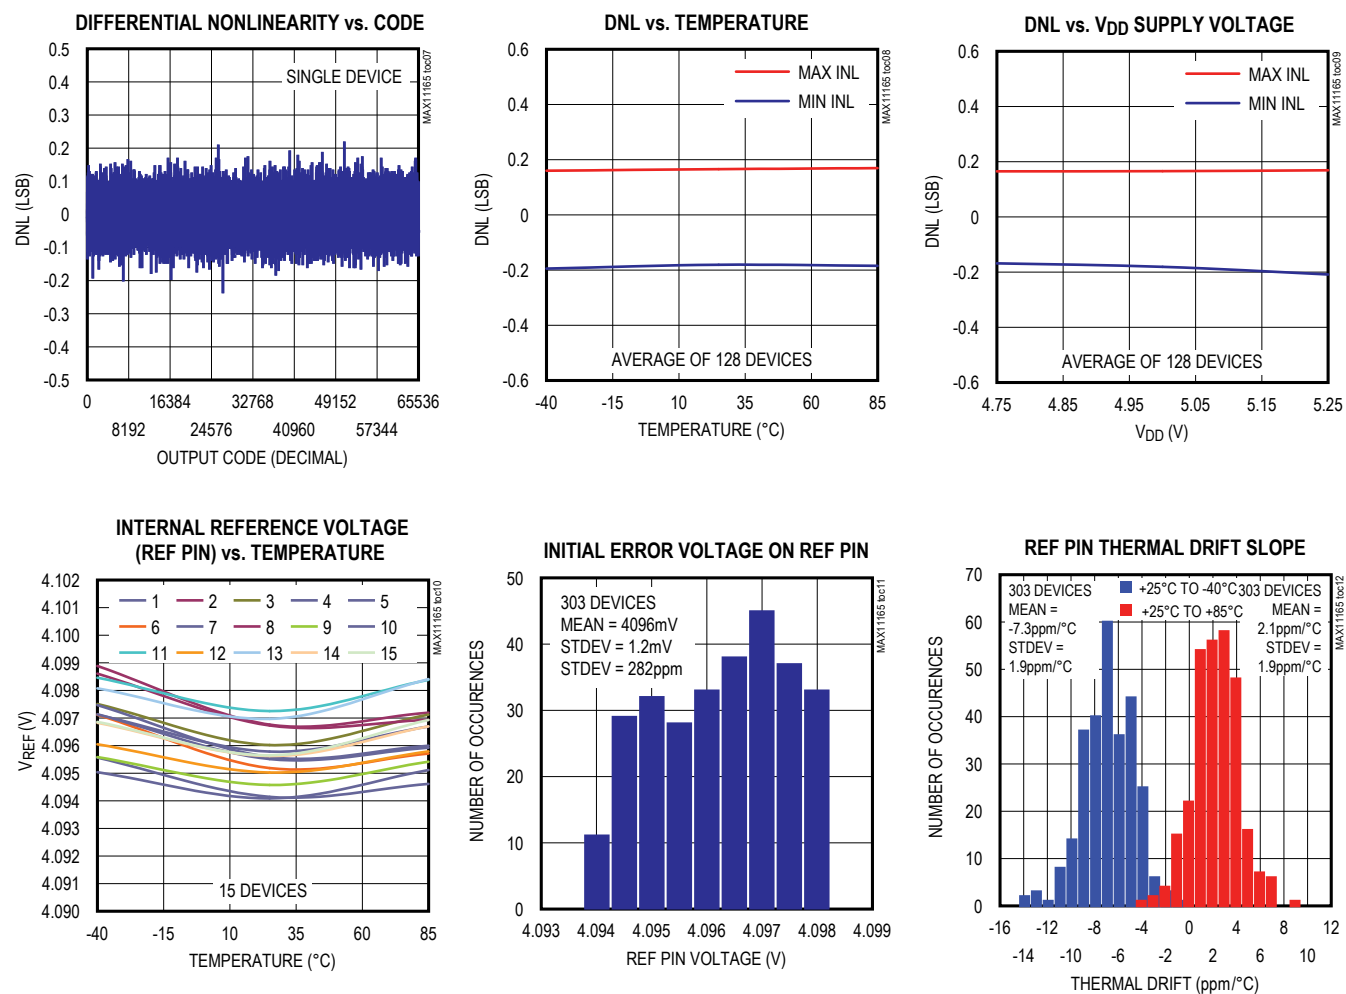 DIFFERENTIAL NONLINEARITY vs. CODE
0.5
0.4
0.3
0.2
0.1
0
-0.1
-0.2
-0.3
-0.4
-0.5
DNL (LSB)
SINGLE DEVICE
MAX11165 toc07
0 16384 32768 49152 65536
8192 24576 40960 57344
OUTPUT CODE (DECIMAL)
DNL vs. TEMPERATURE
0.6
0.4
0.2
0
-0.2
-0.4
-0.6
DNL (LSB)
MAX INL
MIN INL
MAX11165 toc08
AVERAGE OF 128 DEVICES
-40 -15 10 35 60 85
TEMPERATURE (°C)
DNL vs. VDD SUPPLY VOLTAGE
0.6
0.4
0.2
0
-0.2
-0.4
-0.6
DNL (LSB)
MAX INL
MIN INL
MAX11165 toc09
AVERAGE OF 128 DEVICES
4.75 4.85 4.95 5.05 5.15 5.25
VDD (V)
INTERNAL REFERENCE VOLTAGE
(REF PIN) vs. TEMPERATURE
4.102
4.101
4.100
4.099
4.098
4.097
4.096
4.095
4.094
4.093
4.092
4.091
4.090
VREF (V)
1 2 3 4 5
6 7 8 9 10
11 12 13 14 15
MAX11165 toc10
15 DEVICES
-40 -15 10 35 60 85
TEMPERATURE (°C)
INITIAL ERROR VOLTAGE ON REF PIN
50
40
30
20
10
0
NUMBER OF OCCURENCES
303 DEVICES
MEAN = 4096mV
STDEV = 1.2mV
STDEV = 282ppm
MAX11165 toc11
4.093 4.094 4.095 4.096 4.097 4.098 4.099
REF PIN VOLTAGE (V)
REF PIN THERMAL DRIFT SLOPE
70
60
50
40
30
20
10
0
NUMBER OF OCCURENCES
303 DEVICES
MEAN =
-7.3ppm/°C
STDEV =
1.9ppm/°C
+25°C TO -40°C
+25°C TO +85°C
303 DEVICES
MEAN =
2.1ppm/°C
STDEV =
1.9ppm/°C
MAX11165 toc12
-16 -12 -8 -4 0 4 8 12
-14 -10 -6 -2 2 6 10
THERMAL DRIFT (ppm/°C)